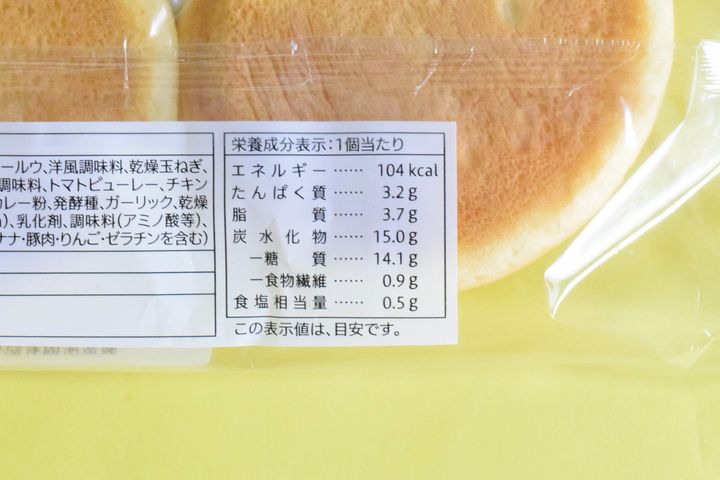 ールウ、洋風調味料、乾燥玉ねぎ、
調味料、トマトピューレー、チキン
カレー粉、発酵種、ガーリック、乾燥
、乳化剤、調味料(アミノ酸等)、
ナナ・豚肉・りんご・ゼラチンを含む)
栄養成分表示:1個当たり
エネルギー …… 104 kcal
たんぱく質 …… 3.2 g
脂質 …… 3.7 g
炭水化物 …… 15.0 g
―糖質 …… 14.1 g
―食物繊維 …… 0.9 g
食塩相当量 …… 0.5 g
この表示値は、目安です。